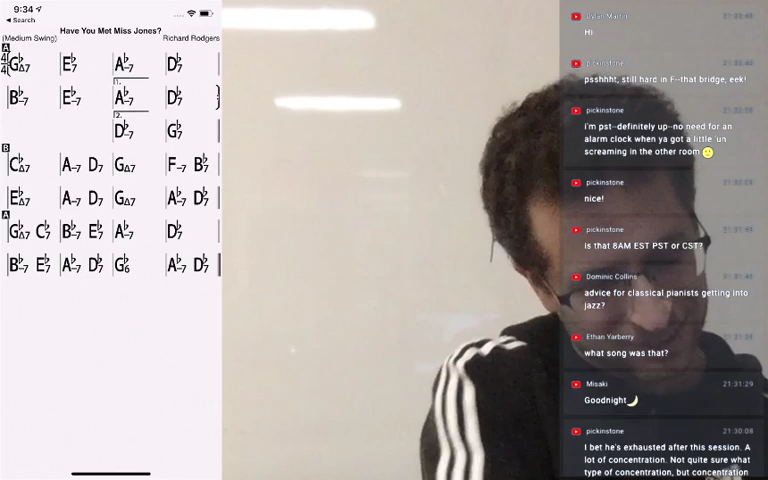 9:34
Search
Have You Met Miss Jones?
(Medium Swing) Richard Rodgers
A
4/4 G♭Δ7 E♭7 A♭-7 D♭7
1.
B♭-7 E♭-7 A♭-7 D♭7
2.
D♭-7 G♭7
B
C♭Δ7 A-7 D7 GΔ7 F-7 B♭7
E♭Δ7 A-7 D7 GΔ7 A♭-7 D♭7
A
G♭Δ7 C♭7 B♭-7 E♭7 A♭-7 D♭7
B♭-7 E♭7 A♭-7 D♭7 G♭6 A♭-7 D♭7
Dylan Martin
Hi
pickinstone
psshhht, still hard in F--that bridge, eek!
pickinstone
i'm pst--definitely up--no need for an
alarm clock when ya got a little 'un
screaming in the other room
pickinstone
nice!
pickinstone
is that 8AM EST PST or CST?
Dominic Collins
advice for classical pianists getting into
jazz?
Ethan Yarberry
what song was that?
Misaki 21:31:29
Goodnight🌙
pickinstone 21:30:08
I bet he's exhausted after this session. A
lot of concentration. Not quite sure what
type of concentration, but concentration